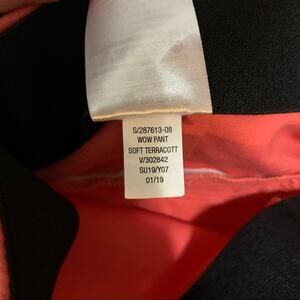 S/287613-08
WOW PANT
SOFT TERRACOTT
V/302842
SU19/Y07
01/19